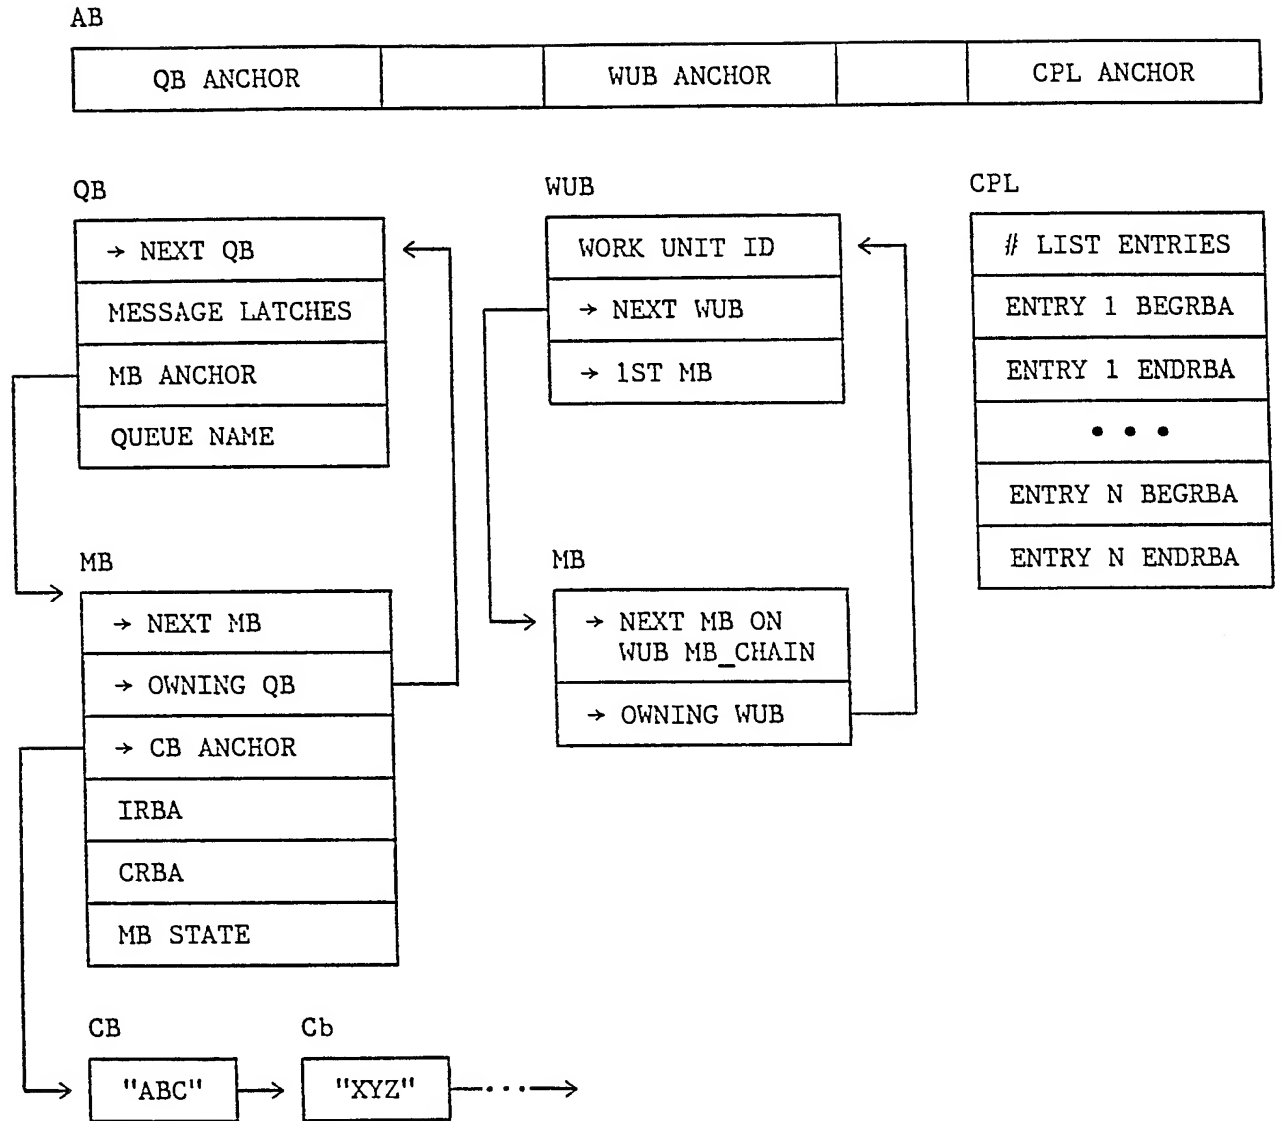 AB
QB ANCHOR
WUB ANCHOR
CPL ANCHOR
QB
→ NEXT QB
MESSAGE LATCHES
MB ANCHOR
QUEUE NAME
WUB
WORK UNIT ID
→ NEXT WUB
→ 1ST MB
CPL
# LIST ENTRIES
ENTRY 1 BEGRBA
ENTRY 1 ENDRBA
• • •
ENTRY N BEGRBA
ENTRY N ENDRBA
MB
→ NEXT MB
→ OWNING QB
→ CB ANCHOR
IRBA
CRBA
MB STATE
MB
→ NEXT MB ON
WUB MB_CHAIN
→ OWNING WUB
CB
"ABC"
Cb
"XYZ"